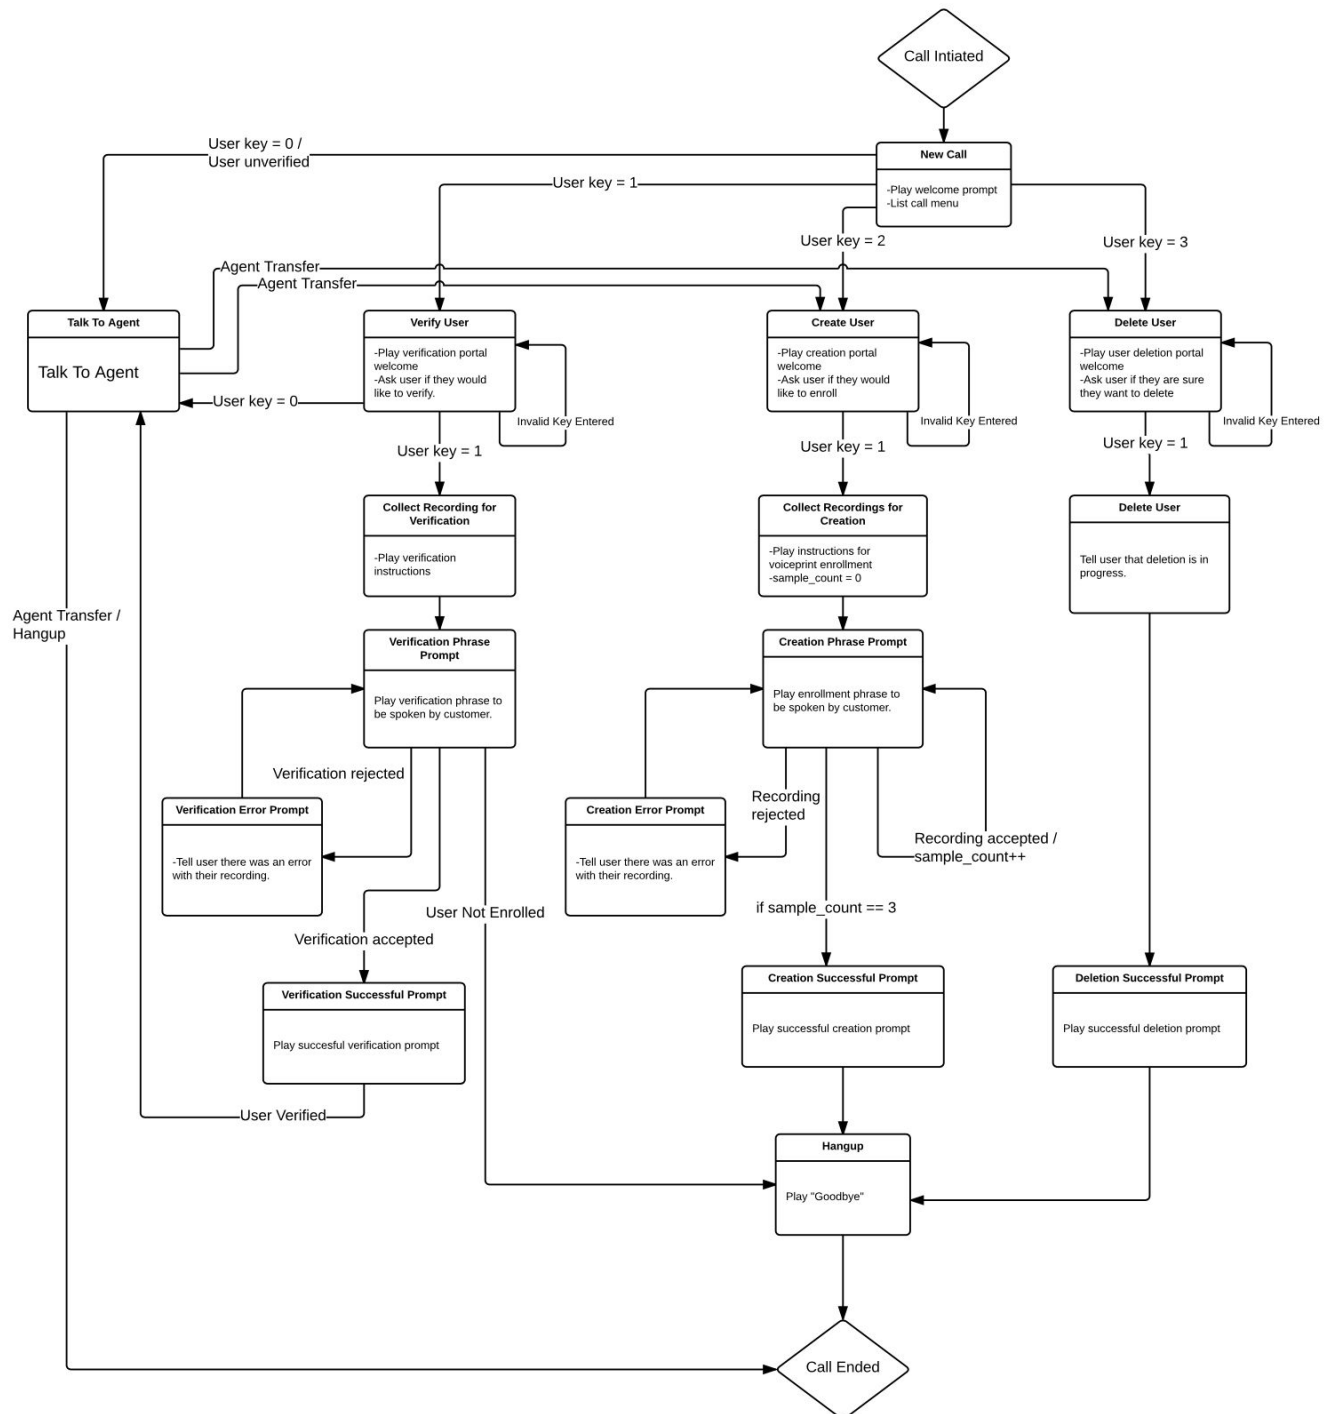 Call Intiated
New Call
-Play welcome prompt
-List call menu
User key = 0 /
User unverified
User key = 1
User key = 2
User key = 3
Agent Transfer
Agent Transfer
Talk To Agent
Talk To Agent
Verify User
-Play verification portal
welcome
-Ask user if they would
like to verify.
Create User
-Play creation portal
welcome
-Ask user if they would
like to enroll
Delete User
-Play user deletion portal
welcome
-Ask user if they are sure
they want to delete
User key = 0
Invalid Key Entered
Invalid Key Entered
Invalid Key Entered
User key = 1
User key = 1
User key = 1
Collect Recording for
Verification
-Play verification
instructions
Collect Recordings for
Creation
-Play instructions for
voiceprint enrollment
-sample_count = 0
Delete User
Tell user that deletion is in
progress.
Agent Transfer /
Hangup
Verification Phrase
Prompt
Play verification phrase to
be spoken by customer.
Creation Phrase Prompt
Play enrollment phrase to
be spoken by customer.
Verification rejected
Verification Error Prompt
-Tell user there was an error
with their recording.
Creation Error Prompt
-Tell user there was an error
with their recording.
Recording
rejected
Recording accepted /
sample_count++
User Not Enrolled
if sample_count == 3
Verification accepted
Verification Successful Prompt
Play succesful verification prompt
Creation Successful Prompt
Play successful creation prompt
Deletion Successful Prompt
Play successful deletion prompt
User Verified
Hangup
Play "Goodbye"
Call Ended